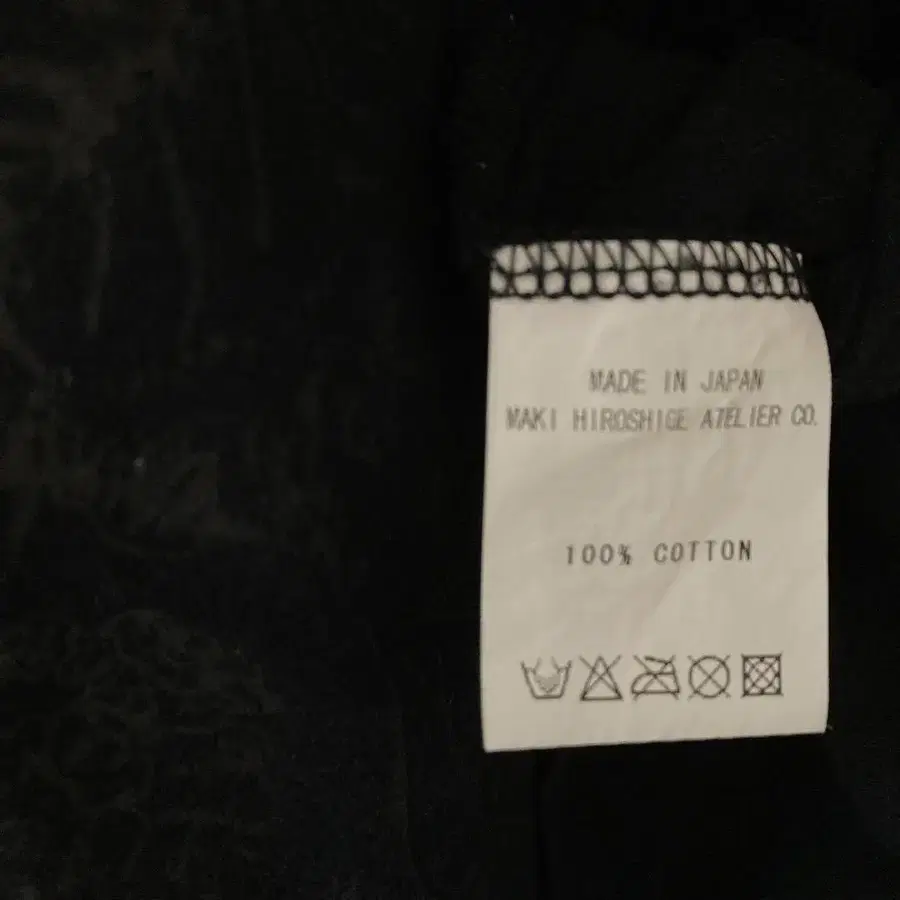 MADE IN JAPAN
MAKI HIROSHIGE ATELIER CO.
100% COTTON